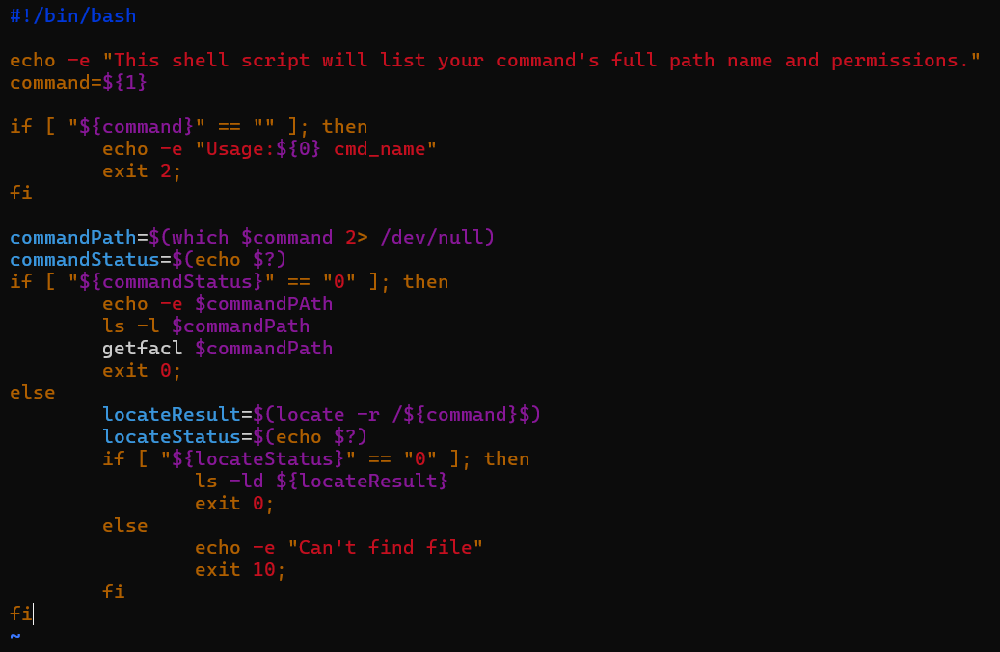 #!/bin/bash

echo -e "This shell script will list your command's full path name and permissions."
command=${1}

if [ "${command}" == "" ]; then
        echo -e "Usage:${0} cmd_name"
        exit 2;
fi

commandPath=$(which $command 2> /dev/null)
commandStatus=$(echo $?)
if [ "${commandStatus}" == "0" ]; then
        echo -e $commandPAth
        ls -l $commandPath
        getfacl $commandPath
        exit 0;
else
        locateResult=$(locate -r /${command}$)
        locateStatus=$(echo $?)
        if [ "${locateStatus}" == "0" ]; then
                ls -ld ${locateResult}
                exit 0;
        else
                echo -e "Can't find file"
                exit 10;
        fi
fi
~